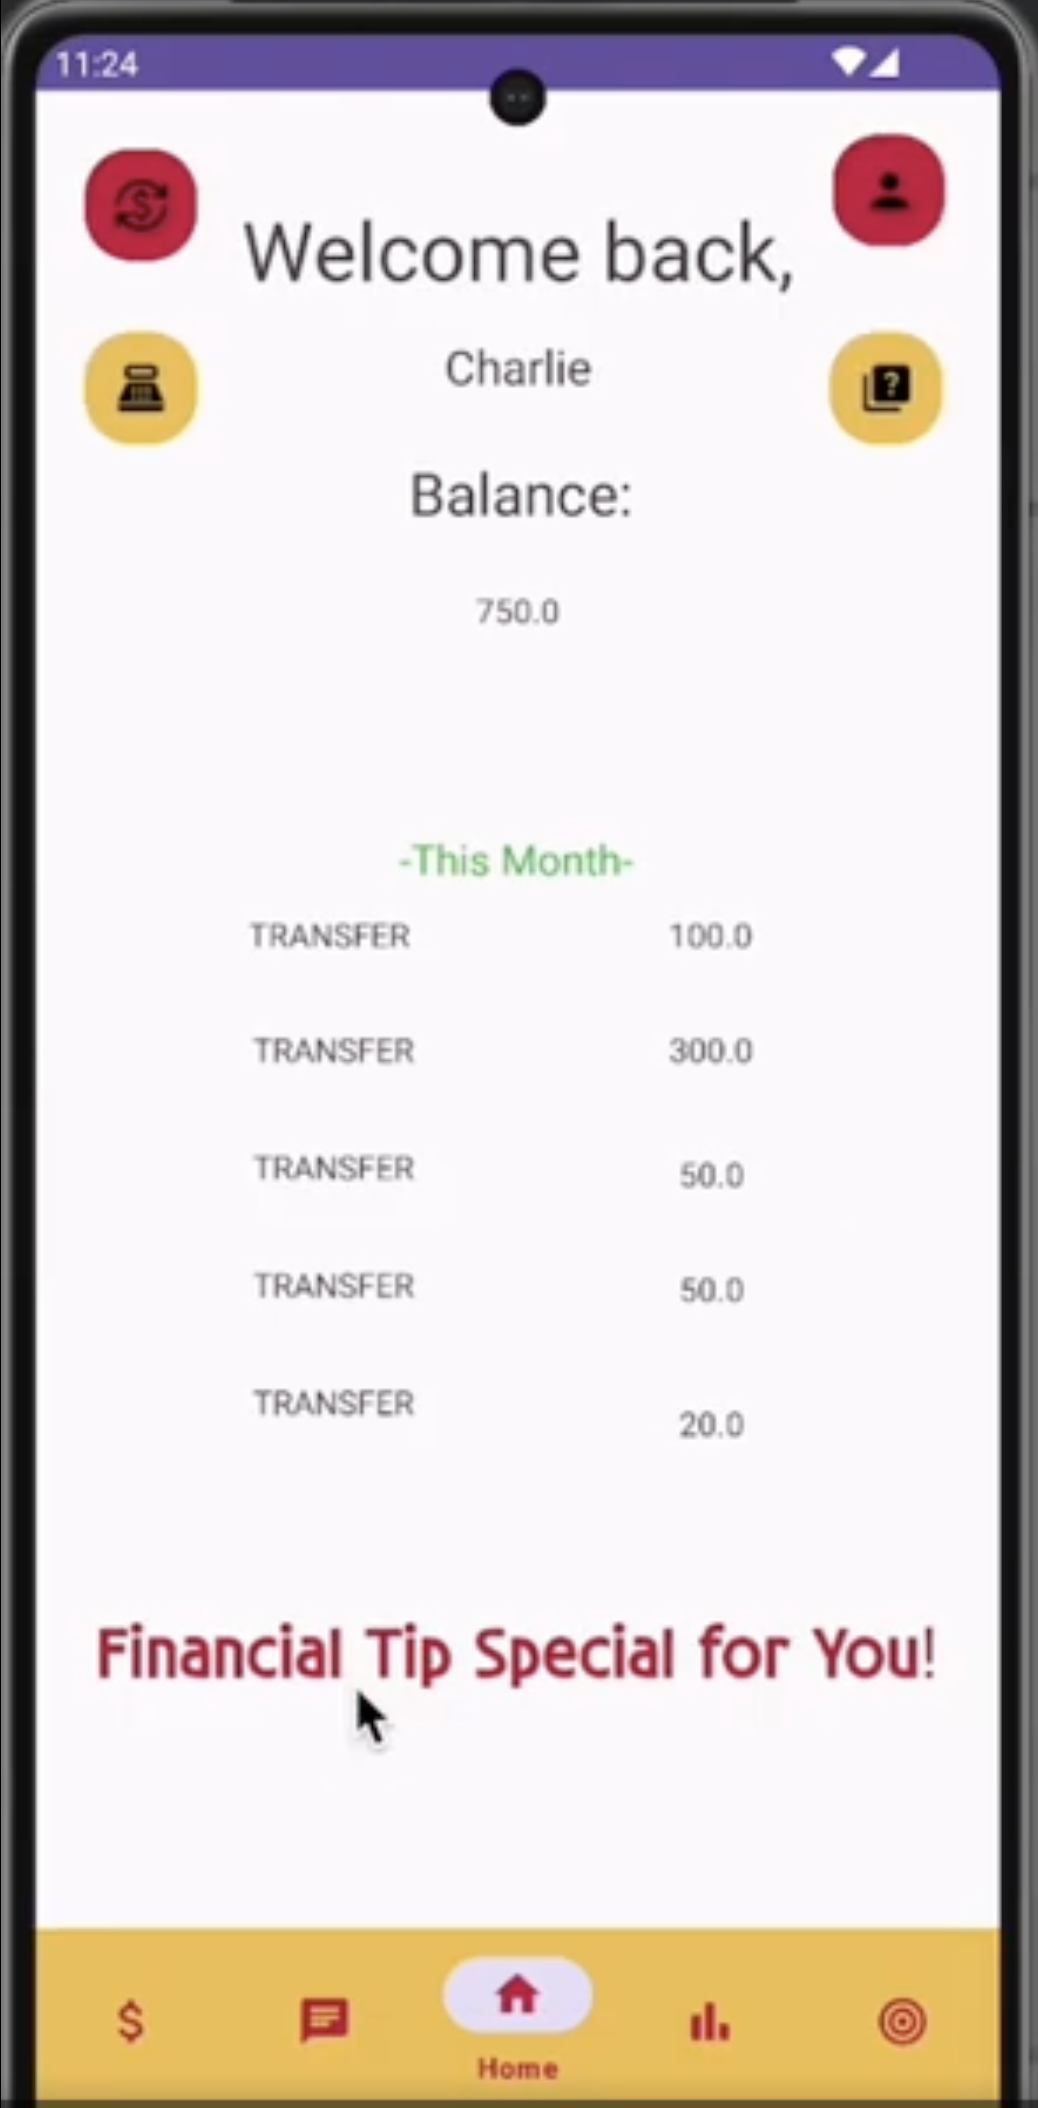 11:24
Welcome back,
Charlie
Balance:
750.0
-This Month-
TRANSFER 100.0
TRANSFER 300.0
TRANSFER 50.0
TRANSFER 50.0
TRANSFER 20.0
Financial Tip Special for You!
Home